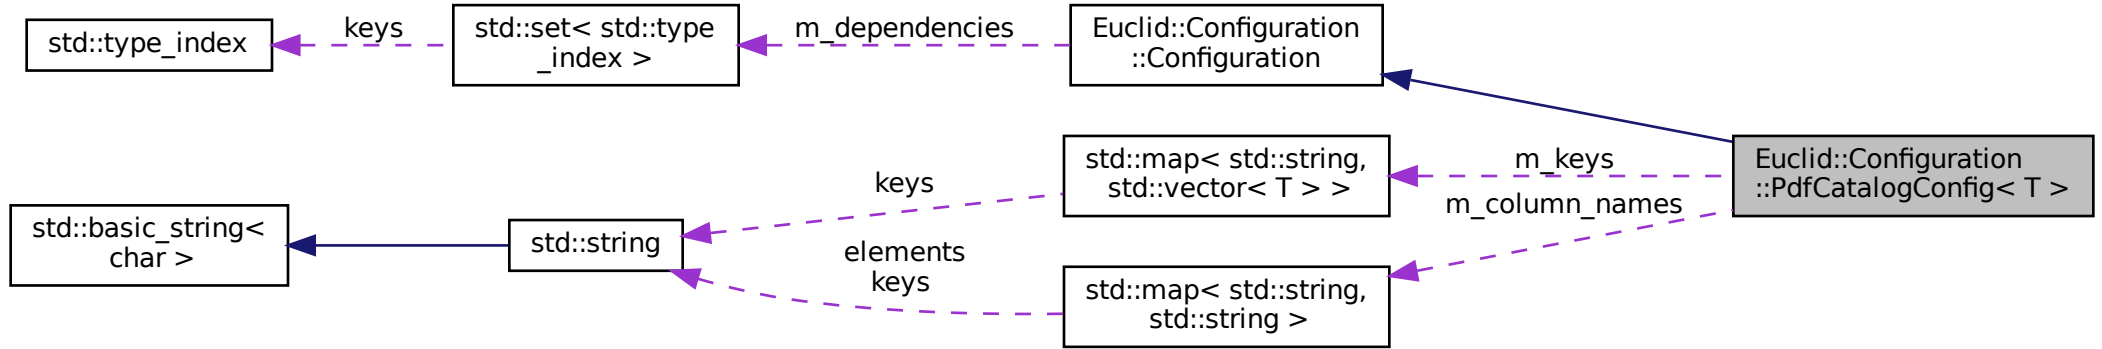 std::type_index
keys
std::set< std::type
_index >
m_dependencies
Euclid::Configuration
::Configuration
std::map< std::string,
std::vector< T > >
m_keys
Euclid::Configuration
::PdfCatalogConfig< T >
keys
m_column_names
std::basic_string<
char >
std::string
elements
keys
std::map< std::string,
std::string >